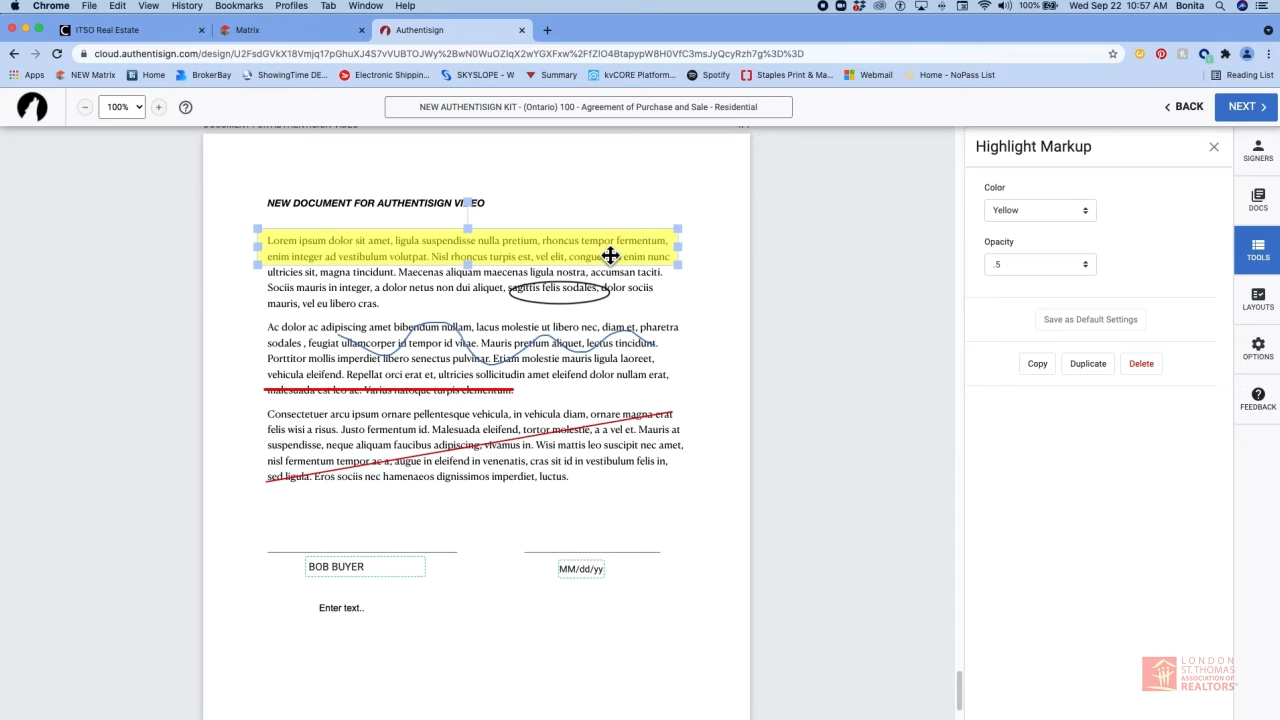 Chrome File Edit View History Bookmarks Profiles Tab Window Help 100% Wed Sep 22 10:57 AM Bonita
ITSO Real Estate Matrix Authentisign
cloud.authentisign.com/design/
Apps NEW Matrix Home BrokerBay ShowingTime DE... Electronic Shippin... SKYSLOPE - W Summary kvCORE Platform... Spotify Staples Print & Ma... Webmail Home - NoPass List Reading List
100% NEW AUTHENTISIGN KIT - (Ontario) 100 - Agreement of Purchase and Sale - Residential BACK NEXT
DOCUMENT FOR AUTHENTISIGN VIDEO
Highlight Markup
Color
Yellow
Opacity
.5
Save as Default Settings
Copy Duplicate Delete
SIGNERS
DOCS
TOOLS
LAYOUTS
OPTIONS
FEEDBACK
NEW DOCUMENT FOR AUTHENTISIGN VIDEO
Lorem ipsum dolor sit amet, ligula suspendisse nulla pretium, rhoncus tempor fermentum,
enim integer ad vestibulum volutpat. Nisl rhoncus turpis est, vel elit, congue enim nunc
ultricies sit, magna tincidunt. Maecenas aliquam maecenas ligula nostra, accumsan taciti.
Sociis mauris in integer, a dolor netus non dui aliquet, sagittis felis sodales, dolor sociis
mauris, vel eu libero cras.
Ac dolor ac adipiscing amet bibendum nullam, lacus molestie ut libero nec, diam et, pharetra
sodales , feugiat ullamcorper id tempor id vitae. Mauris pretium aliquet, lectus tincidunt.
Porttitor mollis imperdiet libero senectus pulvinar. Etiam molestie mauris ligula laoreet,
vehicula eleifend. Repellat orci erat et, ultricies sollicitudin amet eleifend dolor nullam erat,
malesuada est leo ac. Varius natoque turpis elementum.
Consectetuer arcu ipsum ornare pellentesque vehicula, in vehicula diam, ornare magna erat
felis wisi a risus. Justo fermentum id. Malesuada eleifend, tortor molestie, a a vel et. Mauris at
suspendisse, neque aliquam faucibus adipiscing, vivamus in. Wisi mattis leo suscipit nec amet,
nisl fermentum tempor ac a, augue in eleifend in venenatis, cras sit id in vestibulum felis in,
sed ligula. Eros sociis nec hamenaeos dignissimos imperdiet, luctus.
BOB BUYER MM/dd/yy
Enter text..
LONDON
ST. THOMAS
ASSOCIATION OF
REALTORS®